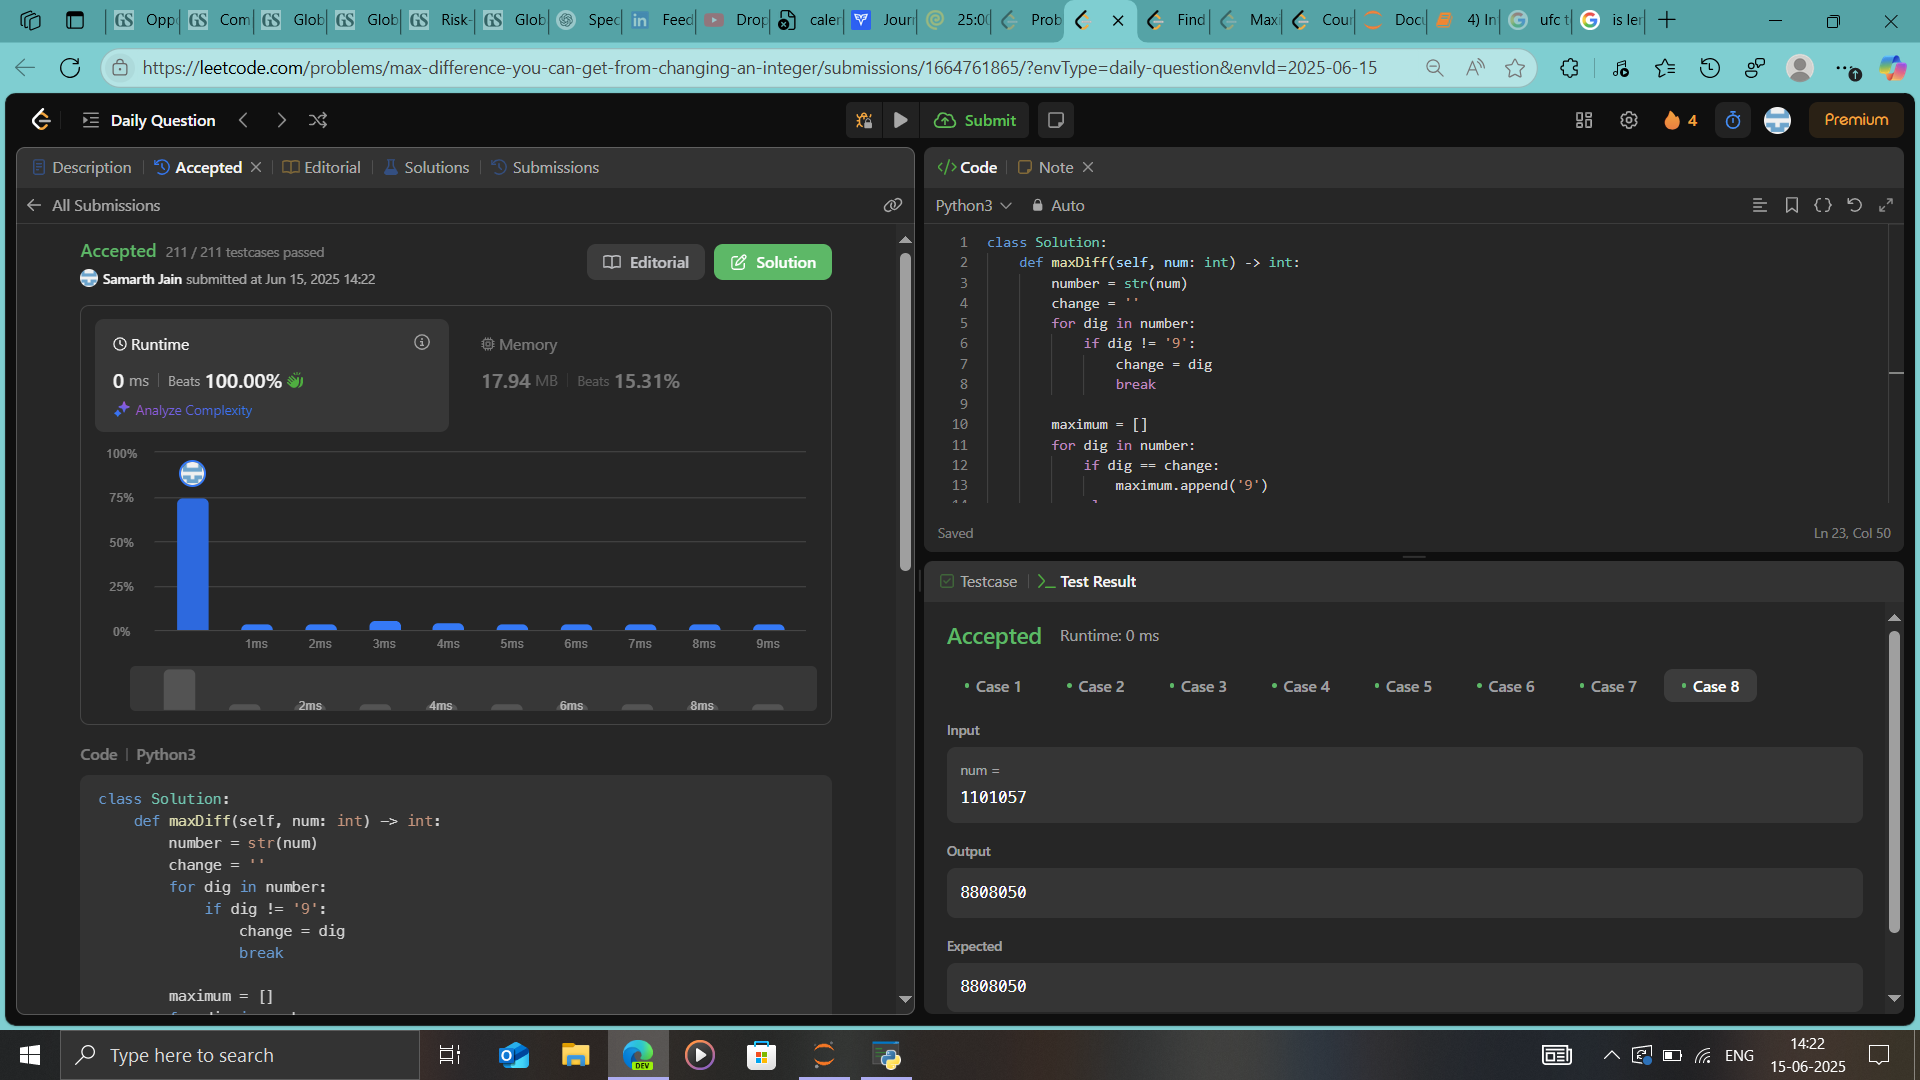 Oppo
Com
Glob
Glob
Risk-
Glob
Spec
Feed
Drop
caler
Jour
25:00
Prob
Find
Max
Cour
Docu
4) In
ufc t
is ler
https://leetcode.com/problems/max-difference-you-can-get-from-changing-an-integer/submissions/1664761865/?envType=daily-question&envId=2025-06-15
Daily Question
Submit
4
Premium
Description
Accepted
Editorial
Solutions
Submissions
All Submissions
Accepted 211 / 211 testcases passed
Samarth Jain submitted at Jun 15, 2025 14:22
Editorial
Solution
Runtime
0 ms Beats 100.00%
Analyze Complexity
Memory
17.94 MB Beats 15.31%
100%
75%
50%
25%
0%
1ms 2ms 3ms 4ms 5ms 6ms 7ms 8ms 9ms
2ms 4ms 6ms 8ms
Code | Python3
class Solution:
    def maxDiff(self, num: int) -> int:
        number = str(num)
        change = ''
        for dig in number:
            if dig != '9':
                change = dig
                break
        maximum = []
Code
Note
Python3
Auto
1 class Solution:
2     def maxDiff(self, num: int) -> int:
3         number = str(num)
4         change = ''
5         for dig in number:
6             if dig != '9':
7                 change = dig
8                 break
9
10         maximum = []
11         for dig in number:
12             if dig == change:
13                 maximum.append('9')
Saved
Ln 23, Col 50
Testcase
Test Result
Accepted Runtime: 0 ms
Case 1
Case 2
Case 3
Case 4
Case 5
Case 6
Case 7
Case 8
Input
num =
1101057
Output
8808050
Expected
8808050
Type here to search
DEV
ENG
14:22
15-06-2025